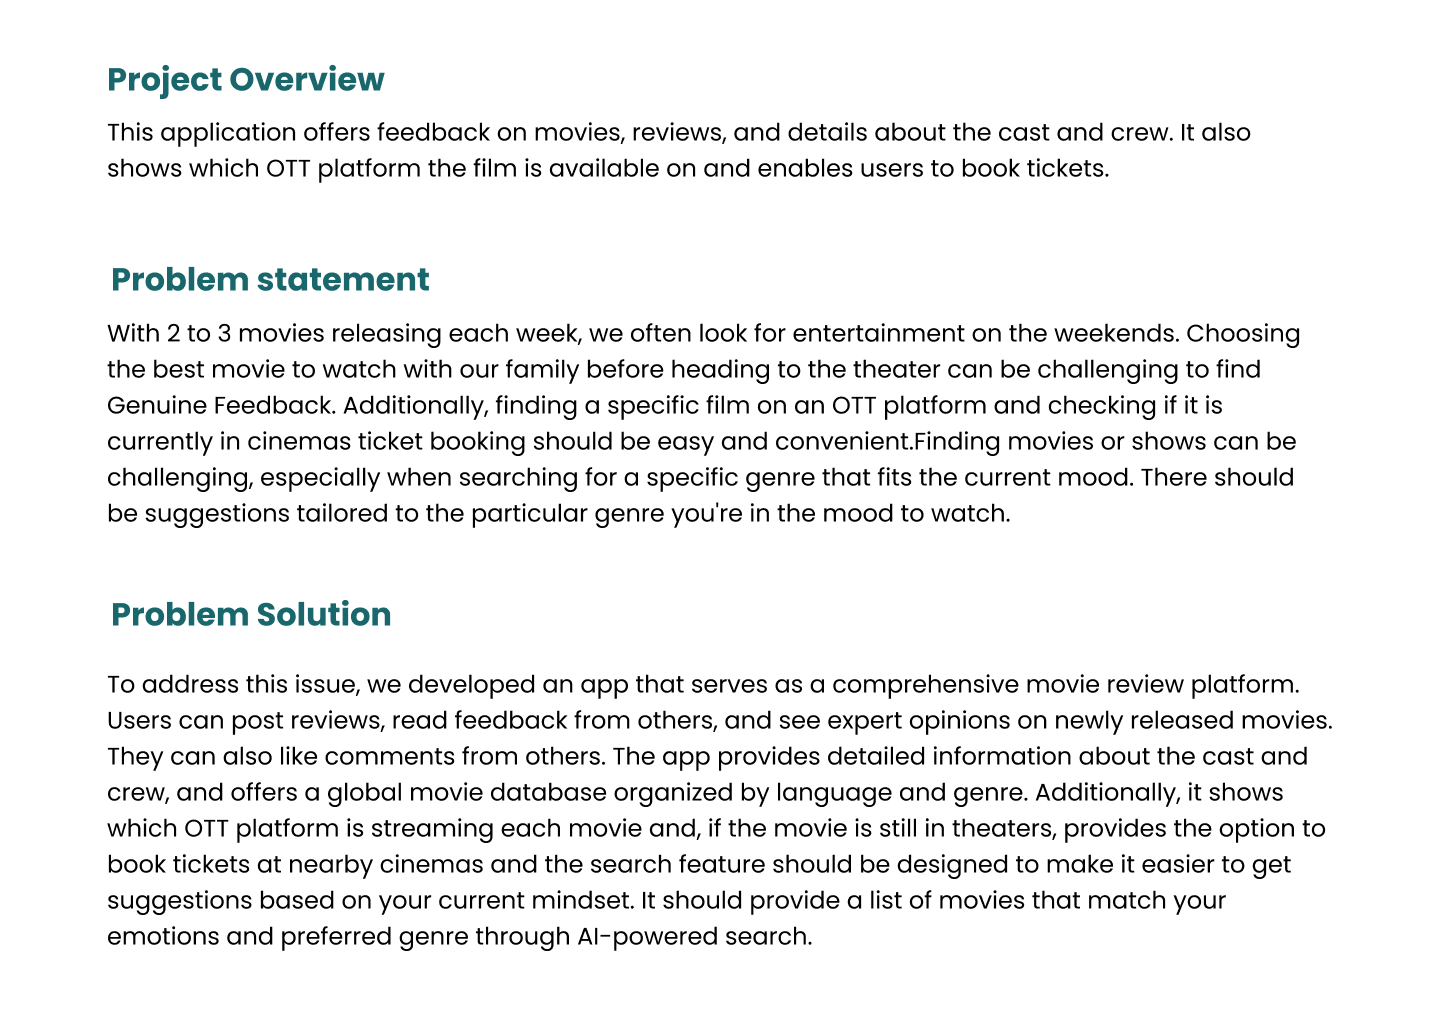 Project Overview
This application offers feedback on movies, reviews, and details about the cast and crew. It also
shows which OTT platform the film is available on and enables users to book tickets.
Problem statement
With 2 to 3 movies releasing each week, we often look for entertainment on the weekends. Choosing
the best movie to watch with our family before heading to the theater can be challenging to find
Genuine Feedback. Additionally, finding a specific film on an OTT platform and checking if it is
currently in cinemas ticket booking should be easy and convenient.Finding movies or shows can be
challenging, especially when searching for a specific genre that fits the current mood. There should
be suggestions tailored to the particular genre you're in the mood to watch.
Problem Solution
To address this issue, we developed an app that serves as a comprehensive movie review platform.
Users can post reviews, read feedback from others, and see expert opinions on newly released movies.
They can also like comments from others. The app provides detailed information about the cast and
crew, and offers a global movie database organized by language and genre. Additionally, it shows
which OTT platform is streaming each movie and, if the movie is still in theaters, provides the option to
book tickets at nearby cinemas and the search feature should be designed to make it easier to get
suggestions based on your current mindset. It should provide a list of movies that match your
emotions and preferred genre through AI-powered search.